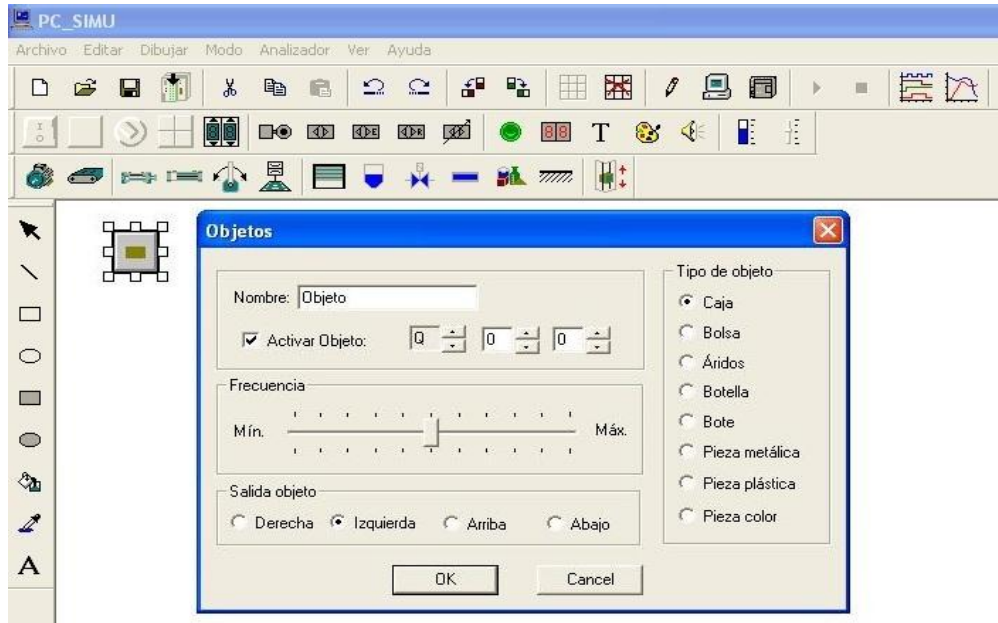 PC_SIMU
Archivo Editar Dibujar Modo Analizador Ver Ayuda
88
T
Objetos
Nombre: Objeto
Activar Objeto: Q 0 0
Frecuencia
Mín. Máx.
Salida objeto
Derecha Izquierda Arriba Abajo
Tipo de objeto
Caja
Bolsa
Áridos
Botella
Bote
Pieza metálica
Pieza plástica
Pieza color
OK Cancel
A